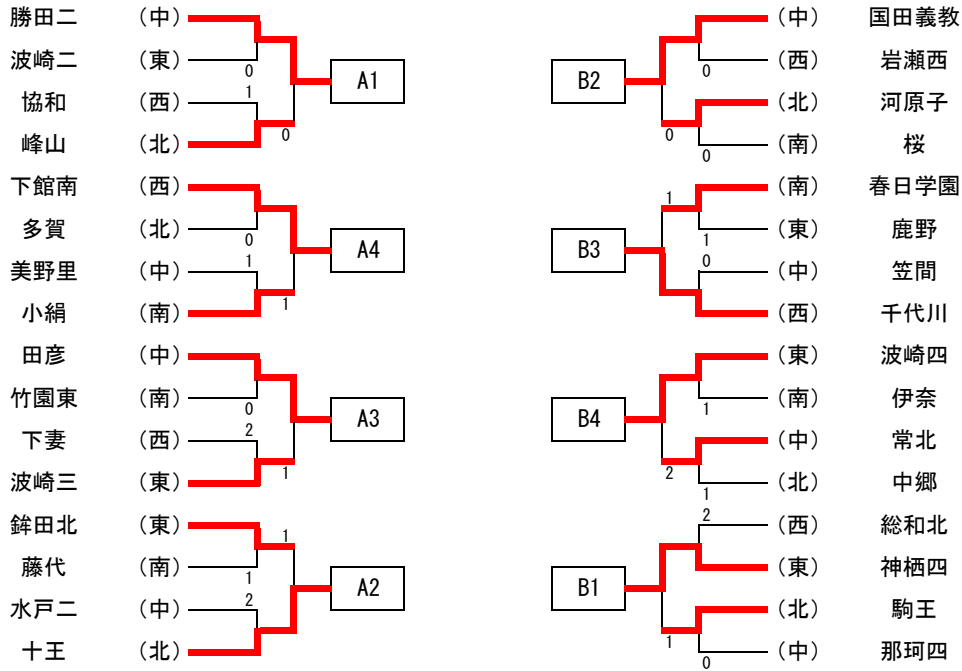 勝田二 （中）
波崎二 （東） 0
協和 （西） 1
A1
峰山 （北） 0
下館南 （西）
多賀 （北） 0
美野里 （中） 1
A4
小絹 （南） 1
田彦 （中）
竹園東 （南） 0
下妻 （西） 2
A3
波崎三 （東） 1
鉾田北 （東） 1
藤代 （南） 1
水戸二 （中） 2
A2
十王 （北）
（中） 国田義教
0 （西） 岩瀬西
B2
0 （北） 河原子
0 （南） 桜
1 （南） 春日学園
1 （東） 鹿野
B3
0 （中） 笠間
（西） 千代川
（東） 波崎四
1 （南） 伊奈
B4
2 （中） 常北
1 （北） 中郷
2 （西） 総和北
（東） 神栖四
B1
1 （北） 駒王
0 （中） 那珂四